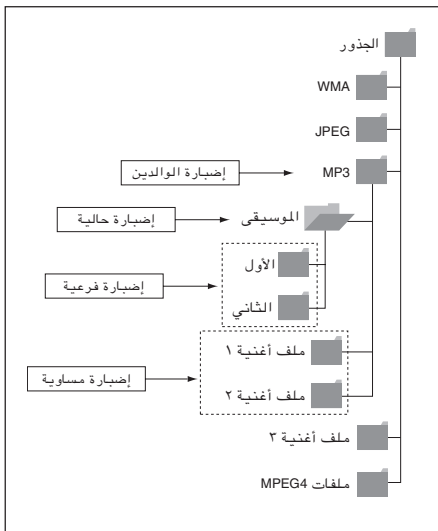 الجذور
WMA
JPEG
MP3
إضبارة الوالدين
الموسيقى
إضبارة حالية
الأول
إضبارة فرعية
الثاني
ملف أغنية ١
إضبارة مساوية
ملف أغنية ٢
ملف أغنية ٣
ملفات MPEG4